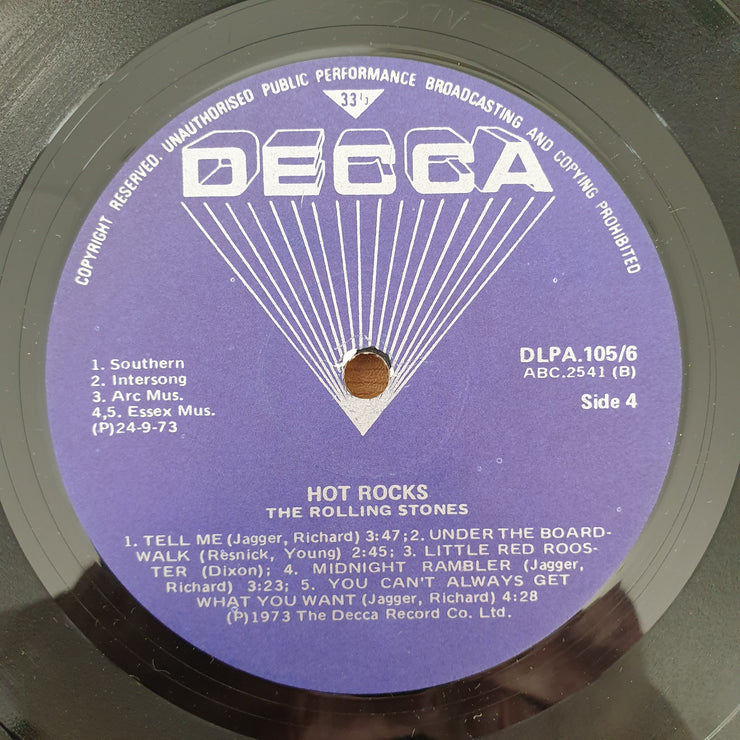 COPYRIGHT RESERVED. UNAUTHORISED PUBLIC PERFORMANCE BROADCASTING AND COPYING PROHIBITED
33⅓
DECCA
1. Southern
2. Intersong
3. Arc Mus.
4,5. Essex Mus.
(P)24-9-73
DLPA.105/6
ABC.2541 (B)
Side 4
HOT ROCKS
THE ROLLING STONES
1. TELL ME (Jagger, Richard) 3:47; 2. UNDER THE BOARD-
WALK (Resnick, Young) 2:45; 3. LITTLE RED ROOS-
TER (Dixon); 4. MIDNIGHT RAMBLER (Jagger,
Richard) 3:23; 5. YOU CAN'T ALWAYS GET
WHAT YOU WANT (Jagger, Richard) 4:28
(P)1973 The Decca Record Co. Ltd.